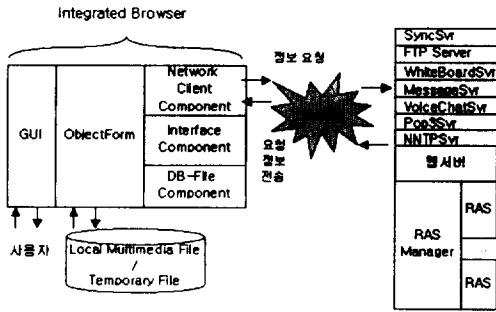 Integrated Browser
GUI
ObjectForm
Network
Client
Component
Interface
Component
DB-File
Component
사용자
Local Multimedia File
/
Temporary File
정보 요청
요청
정보
전송
SyncSvr
FTP Server
WhiteBoardSvr
MessageSvr
VoiceChatSvr
Pop3Svr
NNTPSvr
웹서버
RAS
Manager
RAS
RAS